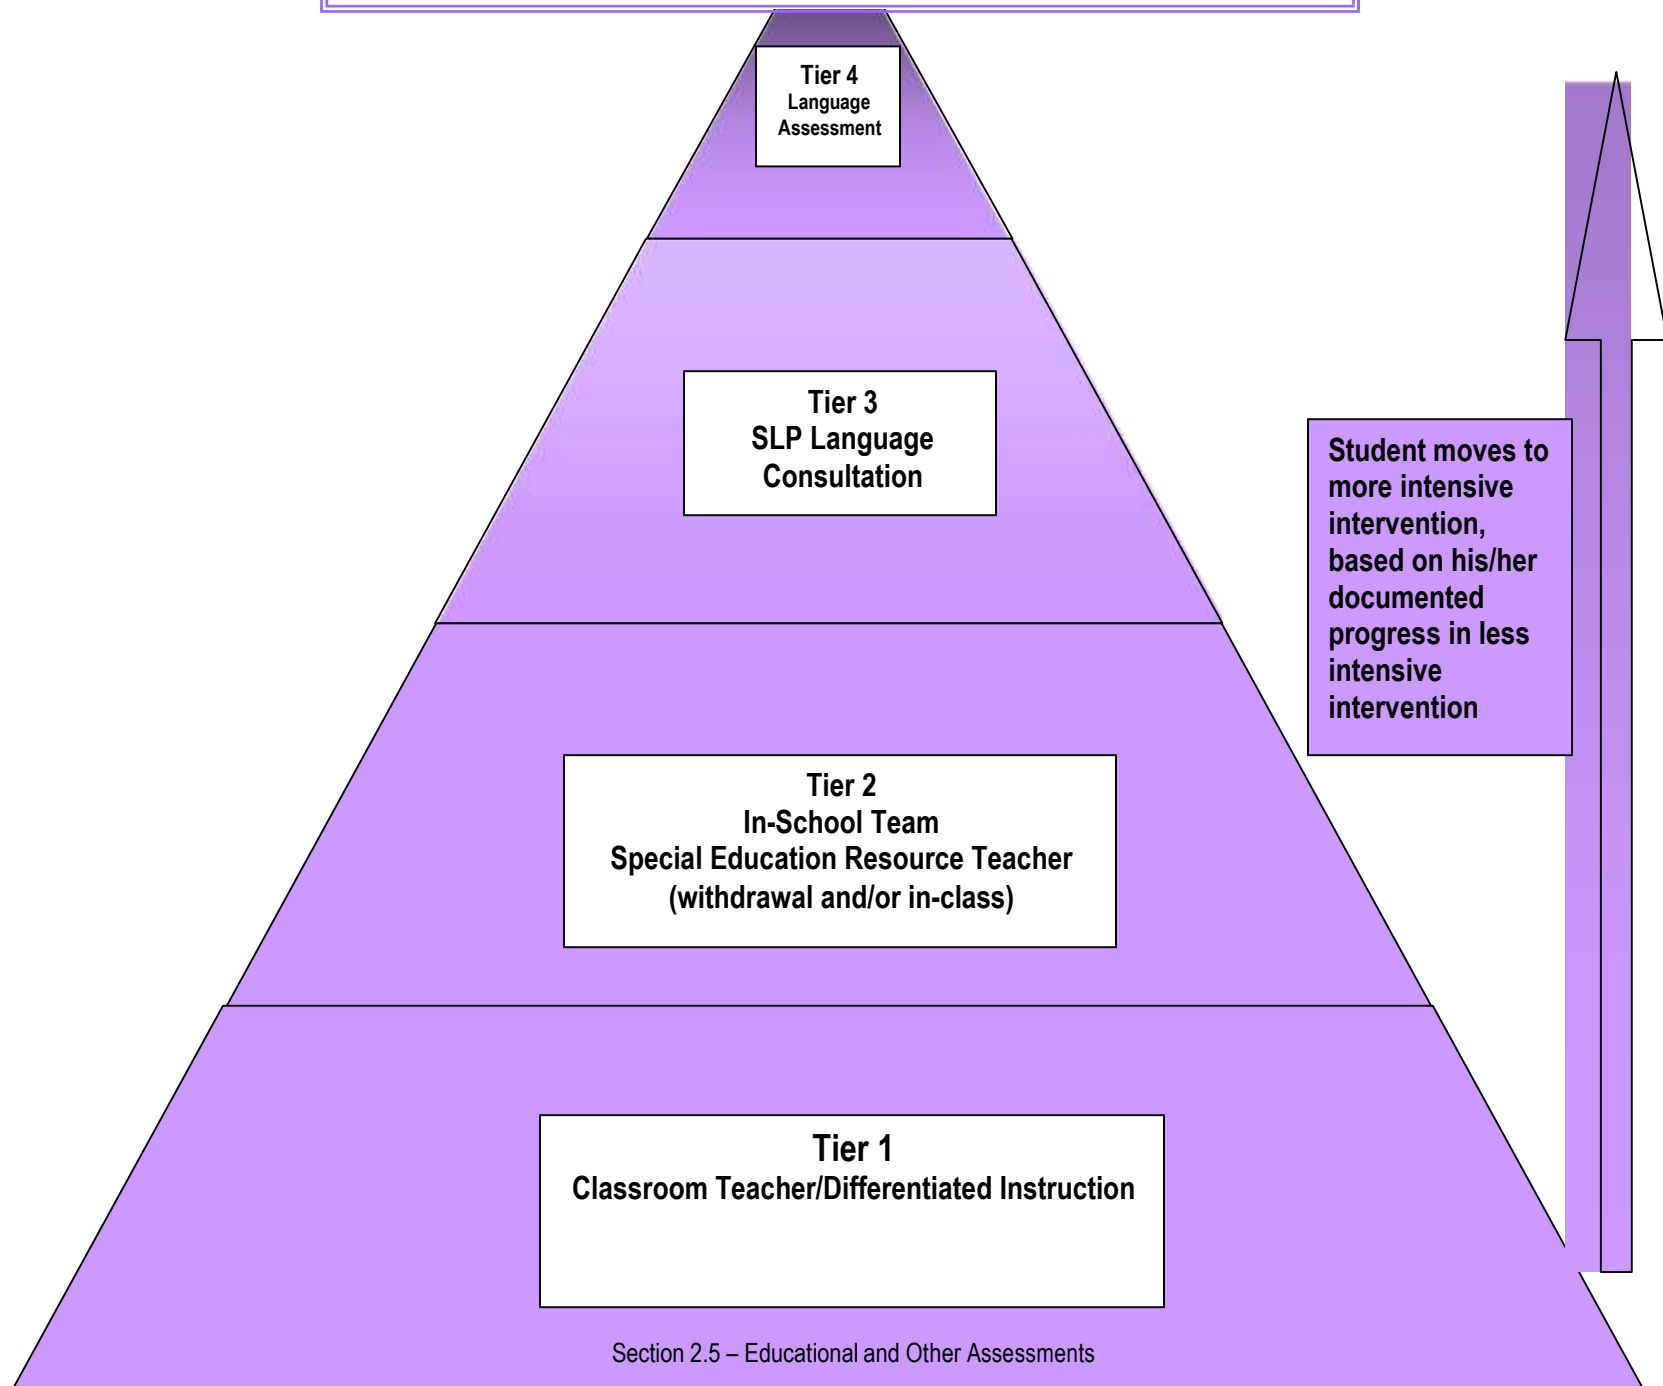 Tier 4
Language
Assessment
Tier 3
SLP Language
Consultation
Student moves to
more intensive
intervention,
based on his/her
documented
progress in less
intensive
intervention
Tier 2
In-School Team
Special Education Resource Teacher
(withdrawal and/or in-class)
Tier 1
Classroom Teacher/Differentiated Instruction
Section 2.5 – Educational and Other Assessments